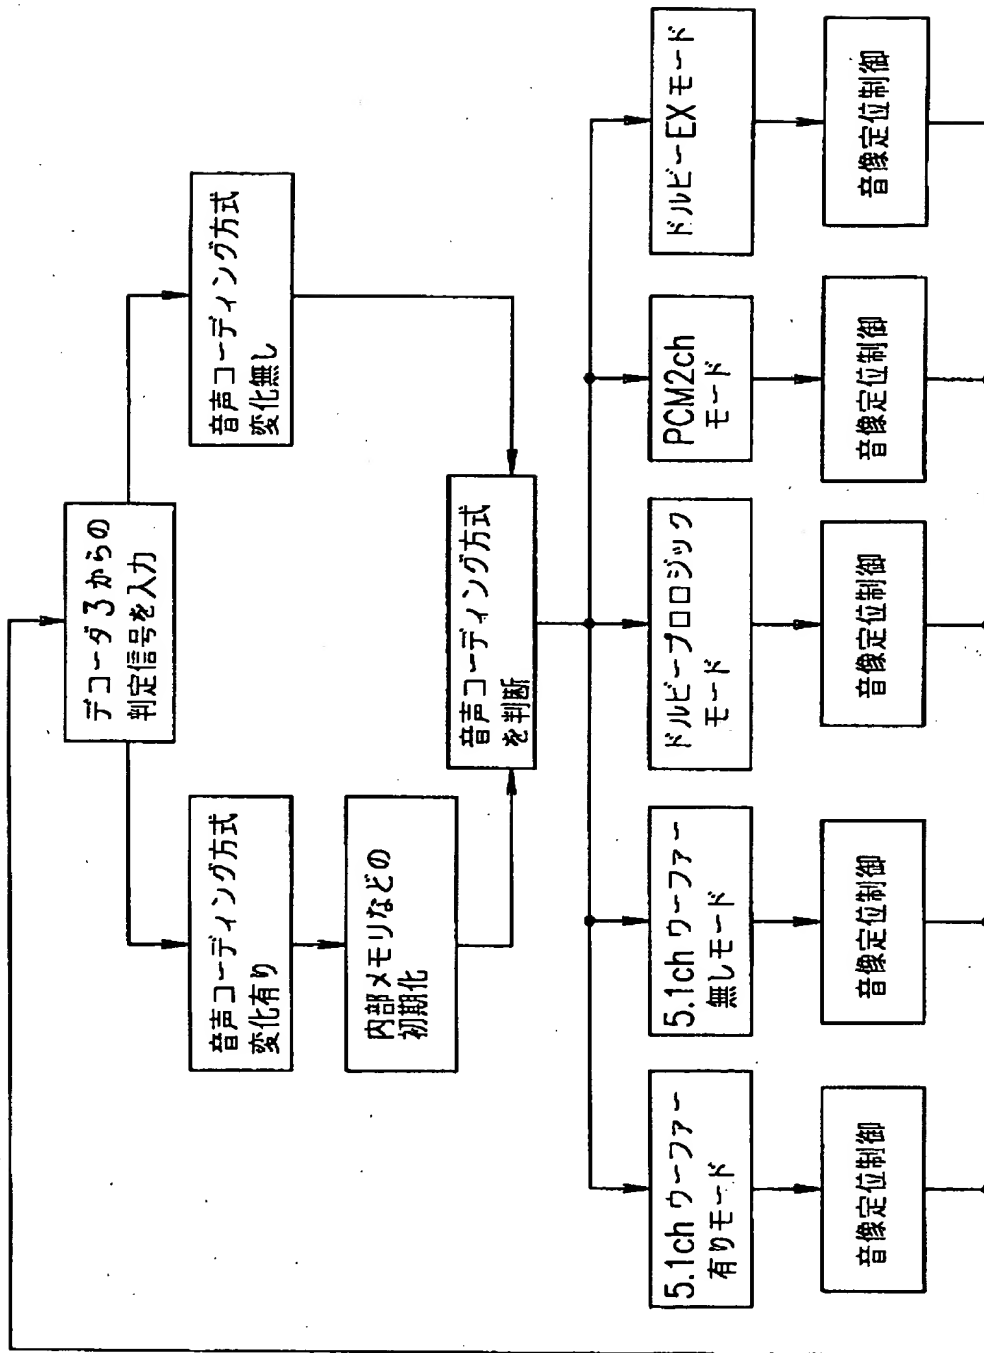 デコーダ3からの
判定信号を入力
音声コーディング方式
変化有り
音声コーディング方式
変化無し
内部メモリなどの
初期化
音声コーディング方式
を判断
5.1ch ウーファー
有りモード
5.1ch ウーファー
無しモード
ドルビープロロジック
モード
PCM2ch
モード
ドルビーEXモード
音像定位制御
音像定位制御
音像定位制御
音像定位制御
音像定位制御